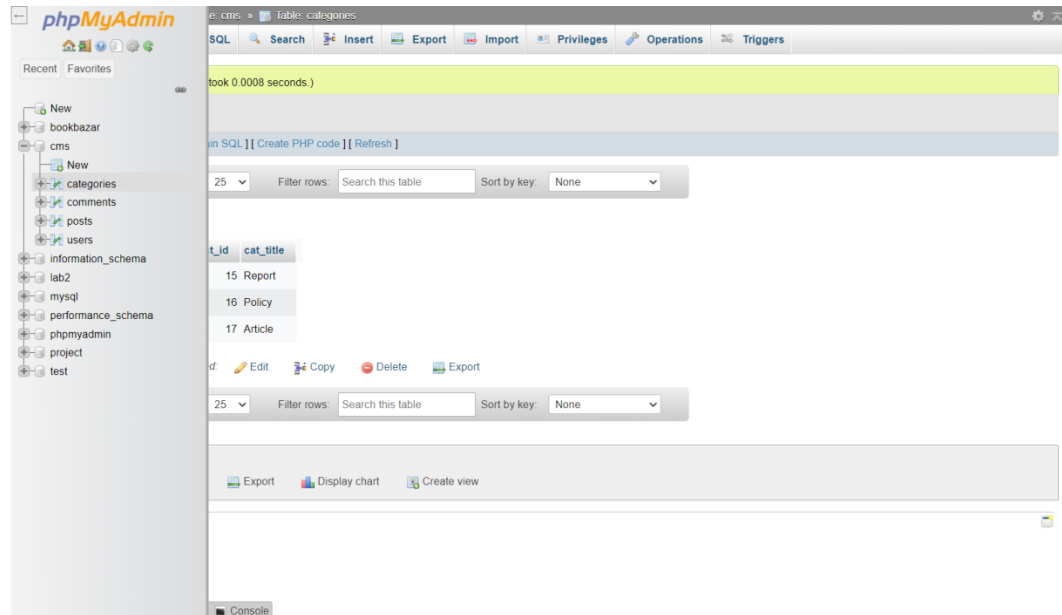 phpMyAdmin
Recent Favorites
New
bookbazar
cms
New
categories
comments
posts
users
information_schema
lab2
mysql
performance_schema
phpmyadmin
project
test
e: cms » Table: categories
SQL Search Insert Export Import Privileges Operations Triggers
took 0.0008 seconds.)
in SQL ] [ Create PHP code ] [ Refresh ]
25 Filter rows: Search this table Sort by key: None
t_id cat_title
15 Report
16 Policy
17 Article
d: Edit Copy Delete Export
25 Filter rows: Search this table Sort by key: None
Export Display chart Create view
Console